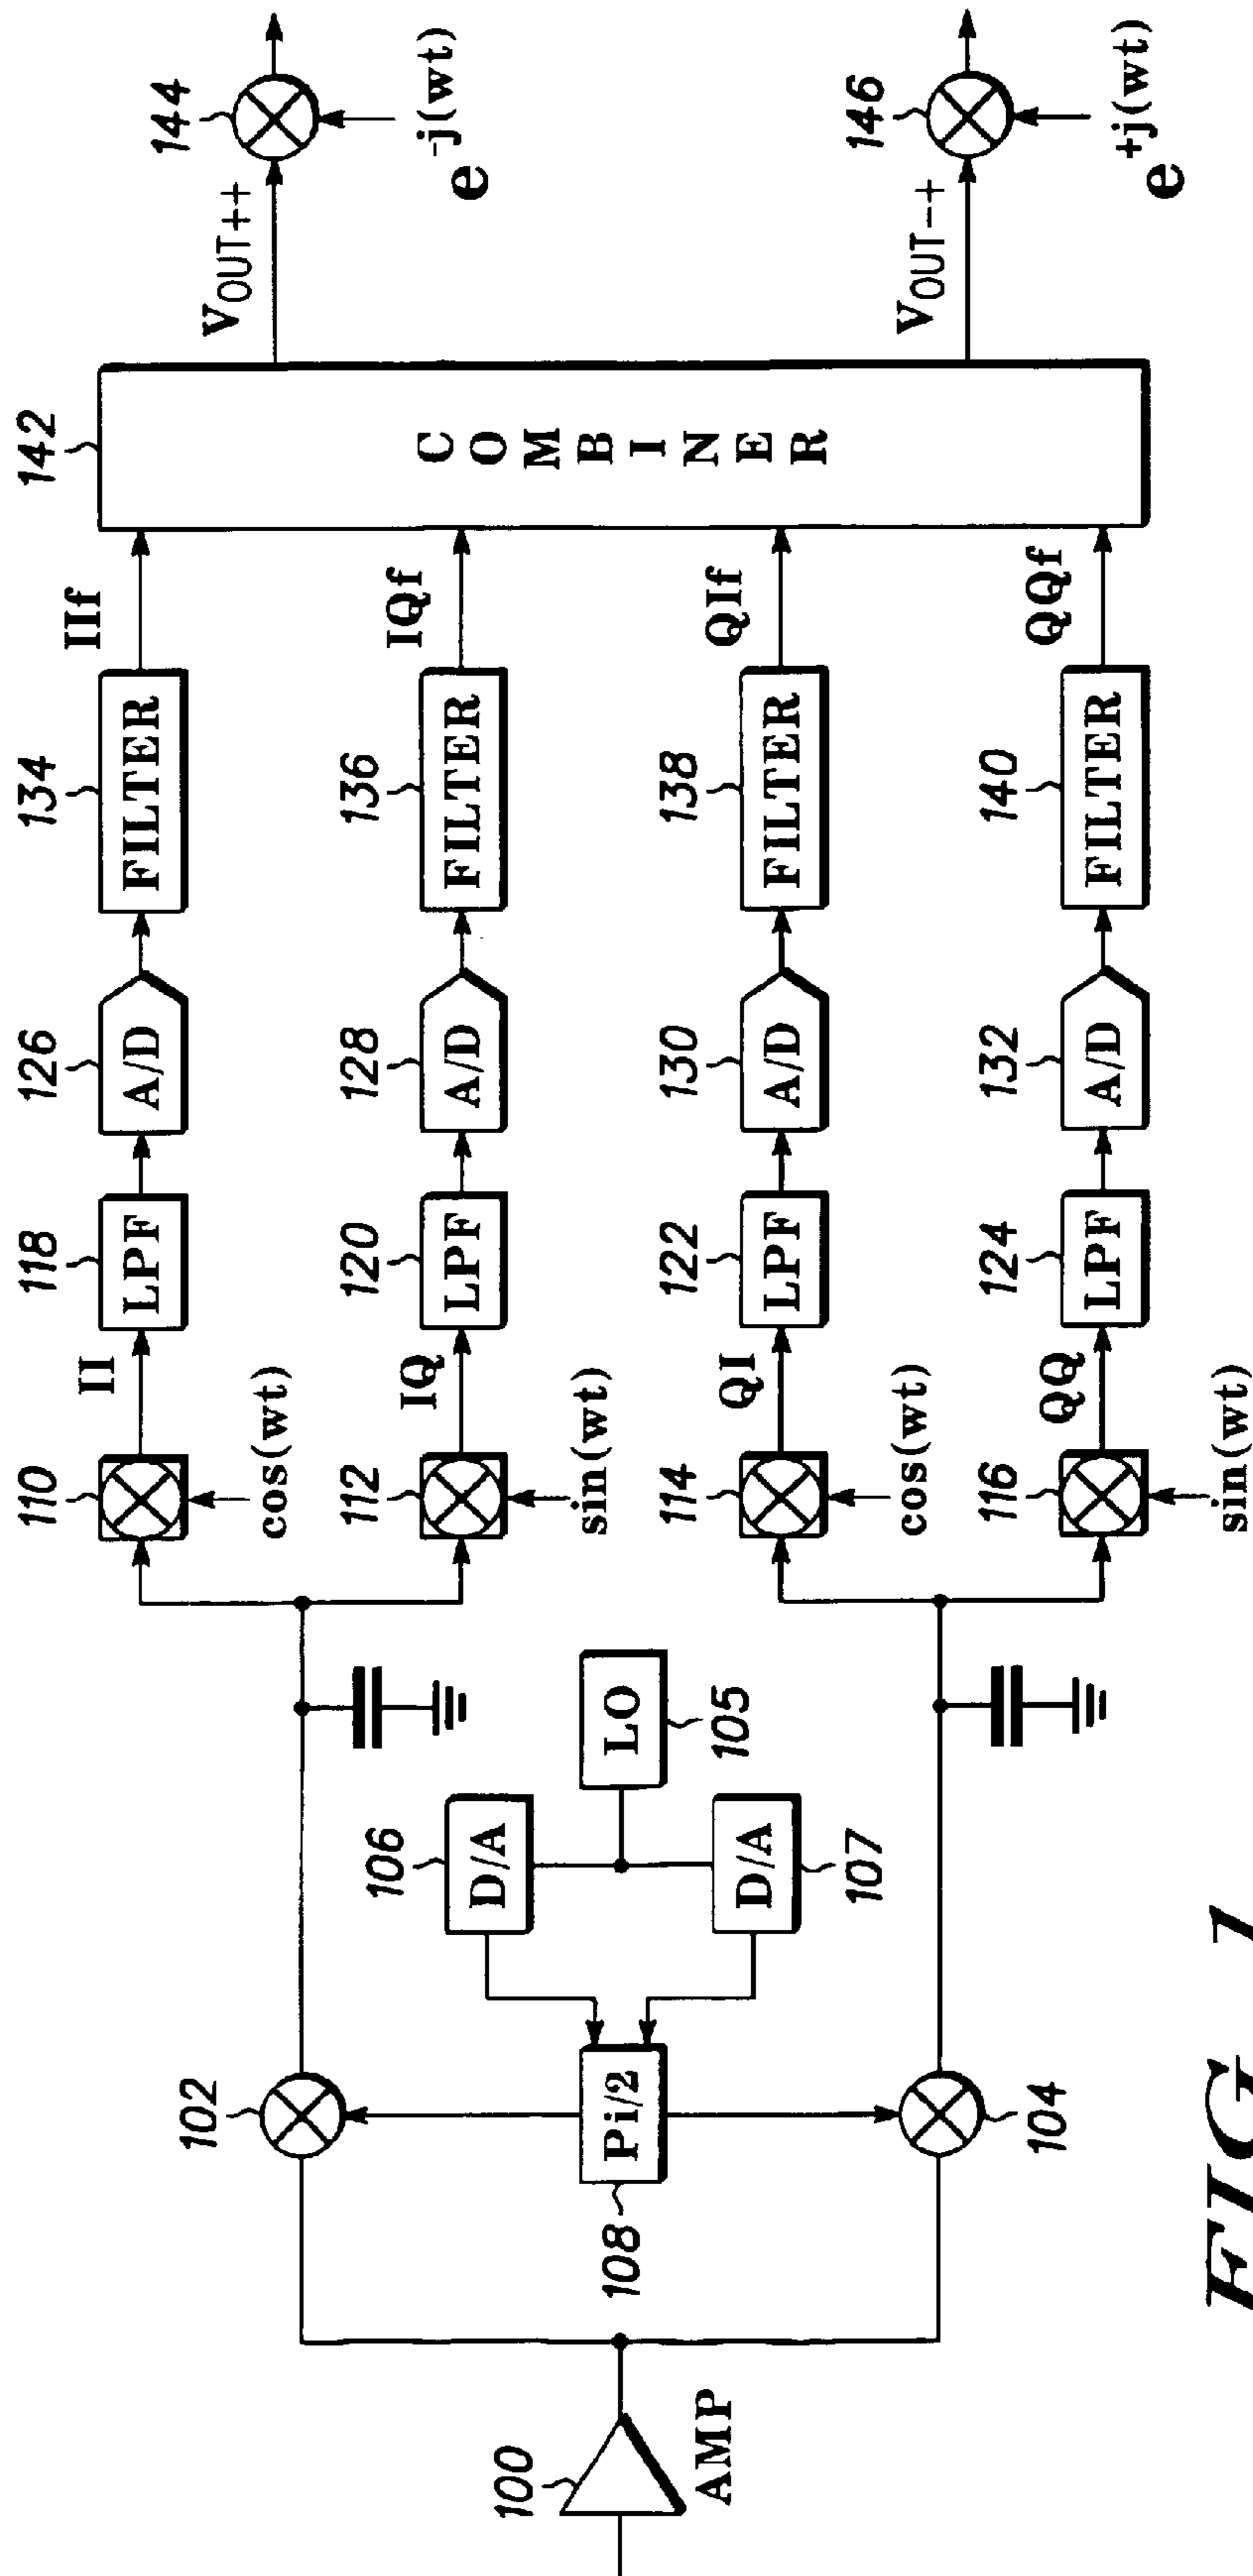 100
AMP
102
104
108
Pi/2
106
D/A
107
D/A
LO
105
110
II
cos(wt)
112
IQ
sin(wt)
114
QI
cos(wt)
116
QQ
sin(wt)
118
LPF
120
LPF
122
LPF
124
LPF
126
A/D
128
A/D
130
A/D
132
A/D
134
FILTER
IIf
136
FILTER
IQf
138
FILTER
QIf
140
FILTER
QQf
142
COMBINER
VOUT++
144
e-j(wt)
VOUT-+
146
e+j(wt)
FIG. 1